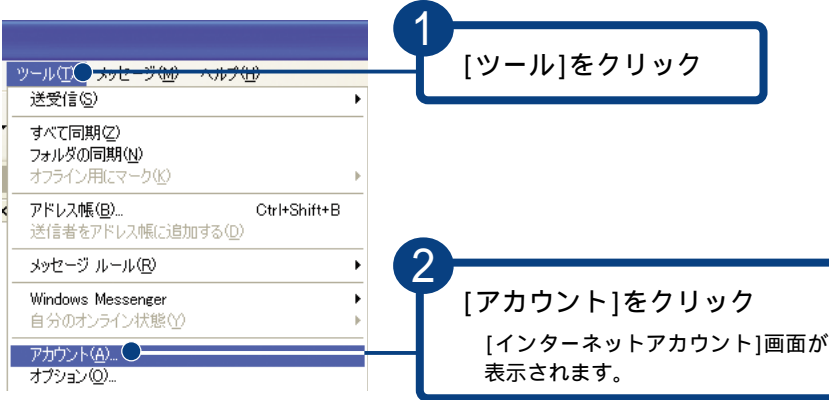 1
[ツール]をクリック
ツール(T) メッセージ(M) ヘルプ(H)
送受信(S)
すべて同期(Z)
フォルダの同期(N)
オフライン用にマーク(K)
アドレス帳(B)... Ctrl+Shift+B
送信者をアドレス帳に追加する(D)
メッセージ ルール(R)
Windows Messenger
自分のオンライン状態(Y)
アカウント(A)...
オプション(O)...
2
[アカウント]をクリック
[インターネットアカウント]画面が
表示されます。